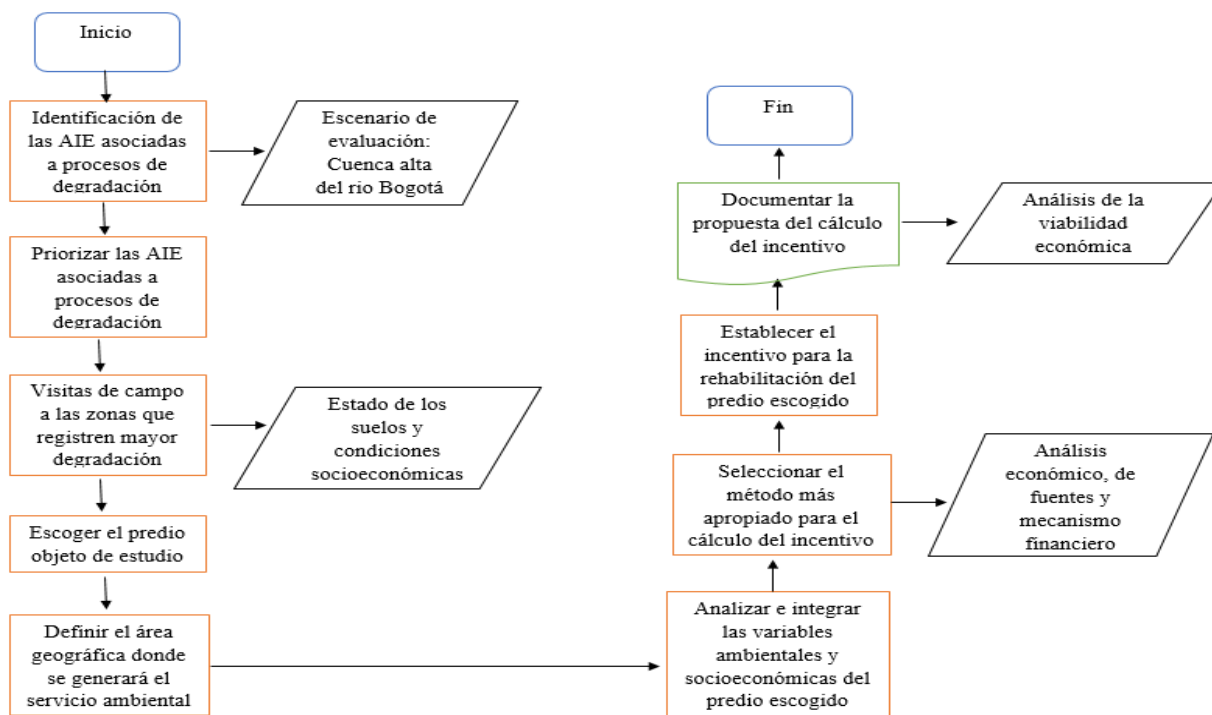 Inicio
Identificación de
las AIE asociadas
a procesos de
degradación
Escenario de
evaluación:
Cuenca alta
del rio Bogotá
Priorizar las AIE
asociadas a
procesos de
degradación
Visitas de campo
a las zonas que
registren mayor
degradación
Estado de los
suelos y
condiciones
socioeconómicas
Escoger el predio
objeto de estudio
Definir el área
geográfica donde
se generará el
servicio ambiental
Analizar e integrar
las variables
ambientales y
socioeconómicas del
predio escogido
Seleccionar el
método más
apropiado para el
cálculo del incentivo
Análisis
económico, de
fuentes y
mecanismo
financiero
Establecer el
incentivo para la
rehabilitación del
predio escogido
Documentar la
propuesta del cálculo
del incentivo
Análisis de la
viabilidad
económica
Fin